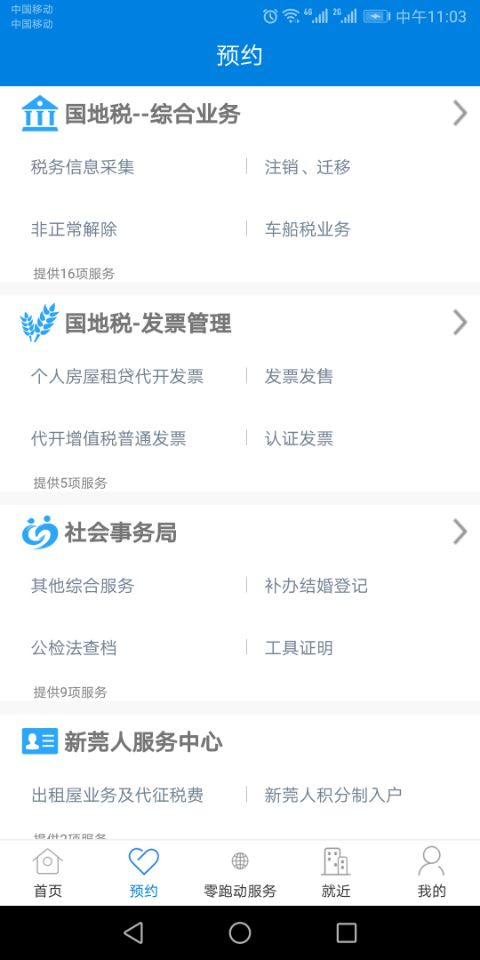 中国移动
中国移动
4G
2G
中午11:03
预约
国地税--综合业务
税务信息采集
注销、迁移
非正常解除
车船税业务
提供16项服务
国地税-发票管理
个人房屋租贷代开发票
发票发售
代开增值税普通发票
认证发票
提供5项服务
社会事务局
其他综合服务
补办结婚登记
公检法查档
工具证明
提供9项服务
新莞人服务中心
出租屋业务及代征税费
新莞人积分制入户
首页
预约
零跑动服务
就近
我的